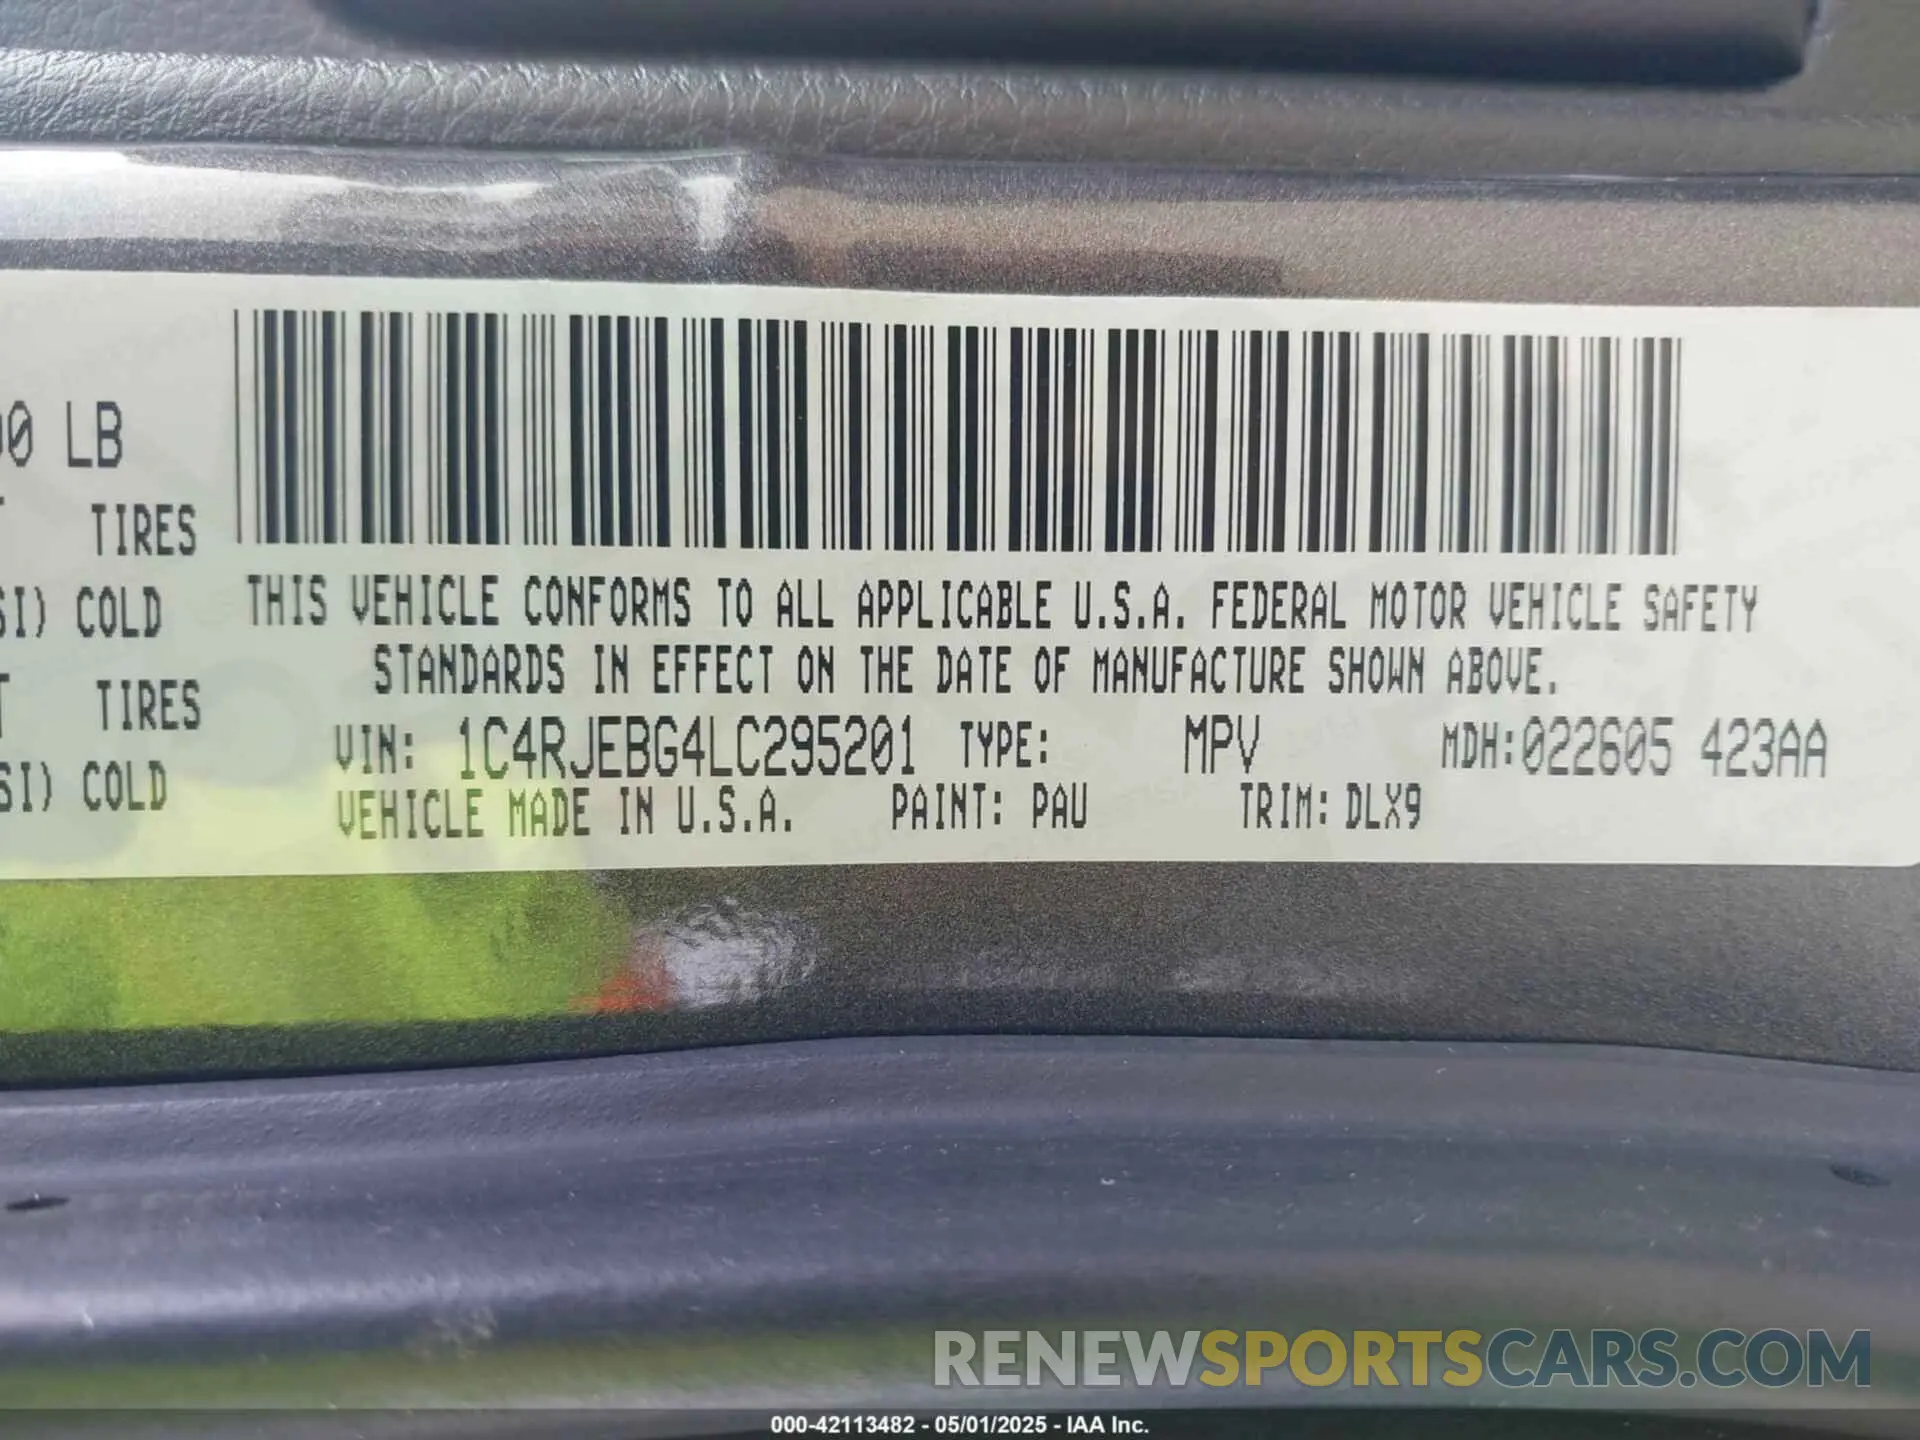 00 LB
TIRES
SI) COLD
TIRES
SI) COLD
THIS VEHICLE CONFORMS TO ALL APPLICABLE U.S.A. FEDERAL MOTOR VEHICLE SAFETY
STANDARDS IN EFFECT ON THE DATE OF MANUFACTURE SHOWN ABOVE.
VIN: 1C4RJEBG4LC295201 TYPE: MPV MDH:022605 423AA
VEHICLE MADE IN U.S.A. PAINT: PAU TRIM: DLX9
RENEWSPORTSCARS.COM
000-42113482 - 05/01/2025 - IAA Inc.